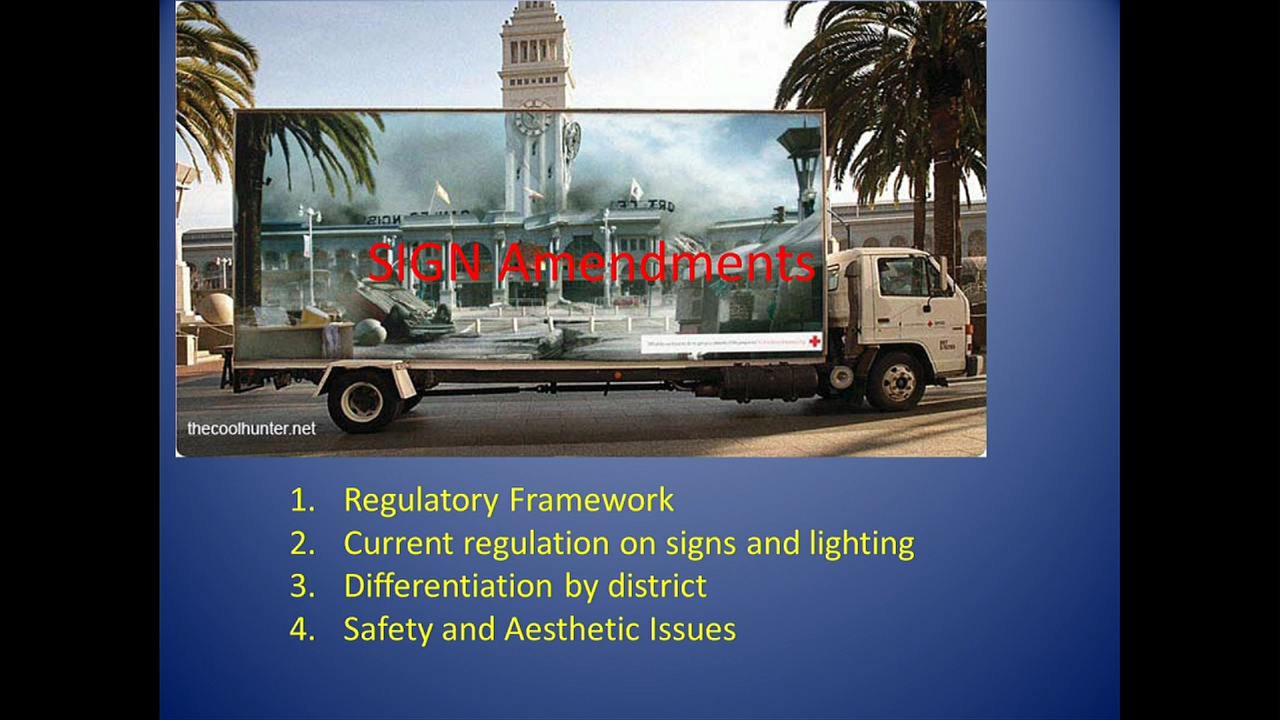 SIGN Amendments
thecoolhunter.net
1. Regulatory Framework
2. Current regulation on signs and lighting
3. Differentiation by district
4. Safety and Aesthetic Issues